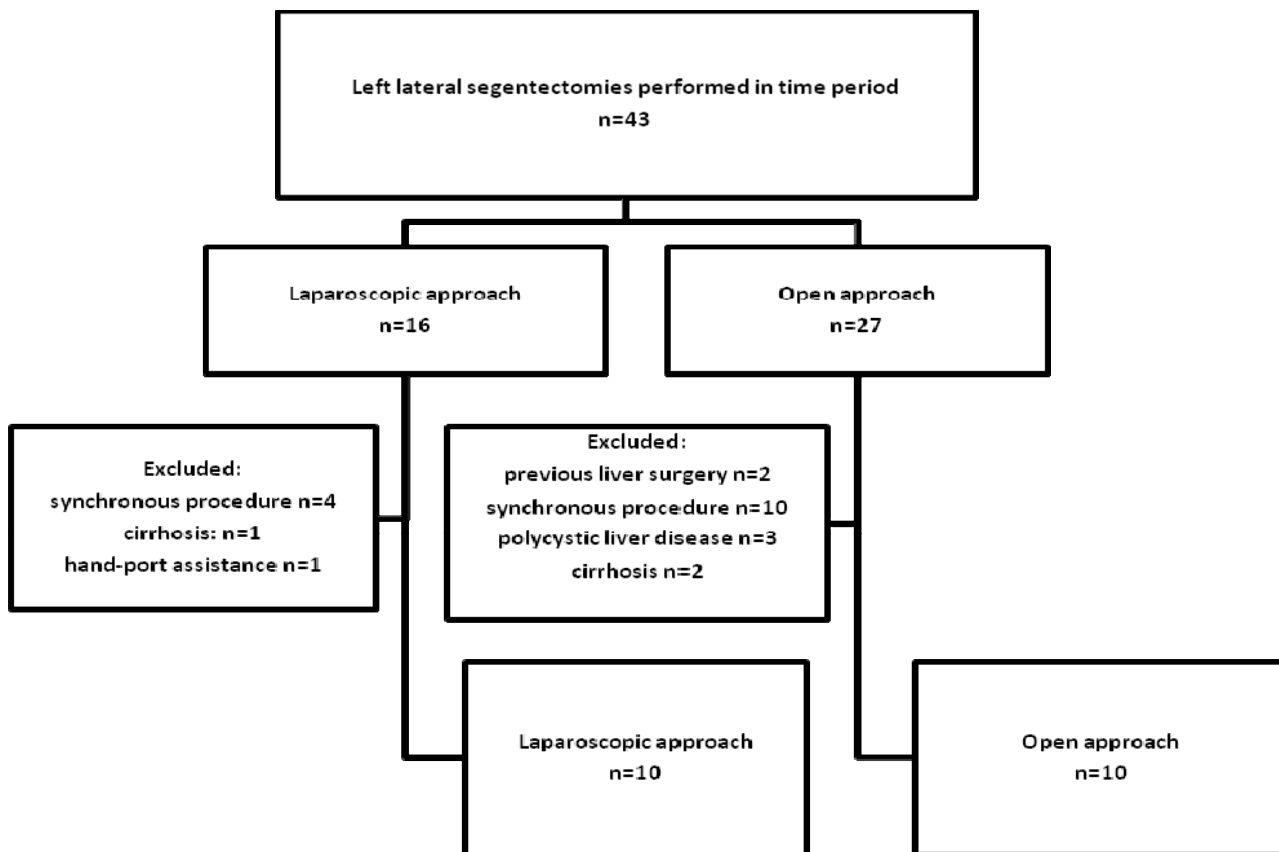 Left lateral segentectomies performed in time period
n=43
Laparoscopic approach
n=16
Open approach
n=27
Excluded:
synchronous procedure n=4
cirrhosis: n=1
hand-port assistance n=1
Excluded:
previous liver surgery n=2
synchronous procedure n=10
polycystic liver disease n=3
cirrhosis n=2
Laparoscopic approach
n=10
Open approach
n=10